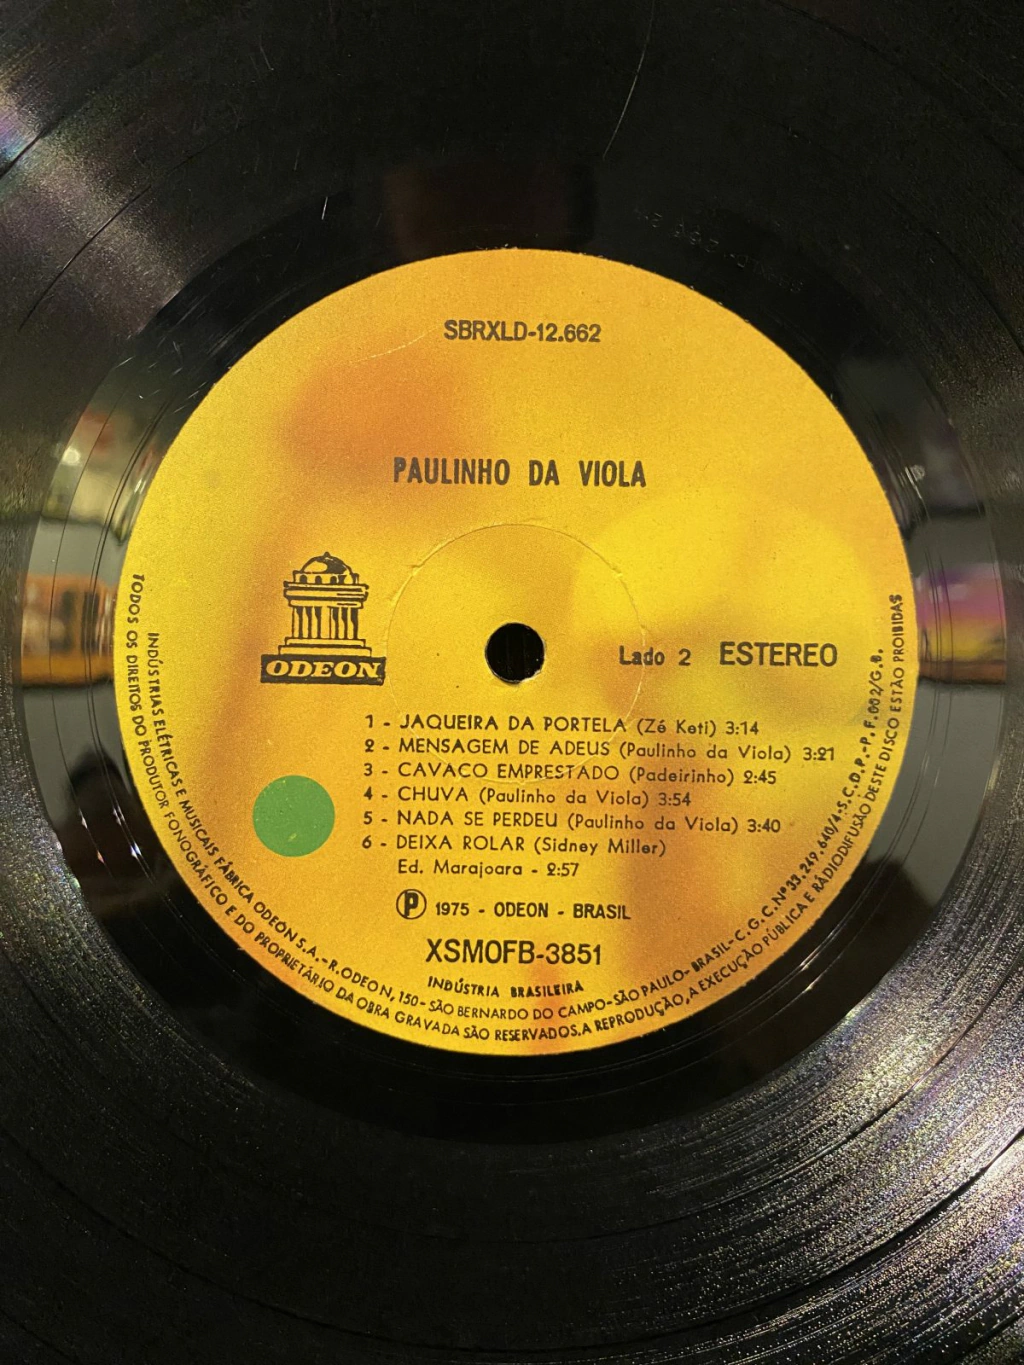 SBRXLD-12.662
PAULINHO DA VIOLA
ODEON
Lado 2 ESTEREO
1 - JAQUEIRA DA PORTELA (Zé Keti) 3:14
2 - MENSAGEM DE ADEUS (Paulinho da Viola) 3:21
3 - CAVACO EMPRESTADO (Padeirinho) 2:45
4 - CHUVA (Paulinho da Viola) 3:54
5 - NADA SE PERDEU (Paulinho da Viola) 3:40
6 - DEIXA ROLAR (Sidney Miller)
Ed. Marajoara - 2:57
Ⓟ 1975 - ODEON - BRASIL
XSMOFB-3851
INDÚSTRIA BRASILEIRA
INDÚSTRIAS ELÉTRICAS E MUSICAIS FÁBRICA ODEON S.A.-R.ODEON, 150-SÃO BERNARDO DO CAMPO-SÃO PAULO-BRASIL-C.G.C.Nº33.249.640/4-S.C.D.P.-P.F.002/G.B.
TODOS OS DIREITOS DO PRODUTOR FONOGRÁFICO E DO PROPRIETÁRIO DA OBRA GRAVADA SÃO RESERVADOS.A REPRODUÇÃO,A EXECUÇÃO PÚBLICA E RÁDIODIFUSÃO DESTE DISCO ESTÃO PROIBIDAS